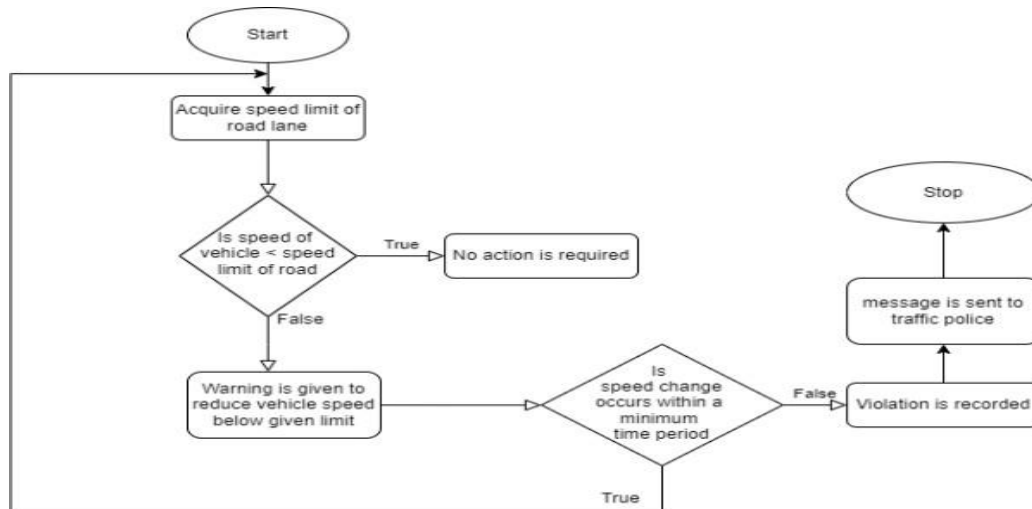 Start
Acquire speed limit of
road lane
Is speed of
vehicle < speed
limit of road
True
No action is required
False
Warning is given to
reduce vehicle speed
below given limit
Is
speed change
occurs within a
minimum
time period
True
False
Violation is recorded
message is sent to
traffic police
Stop